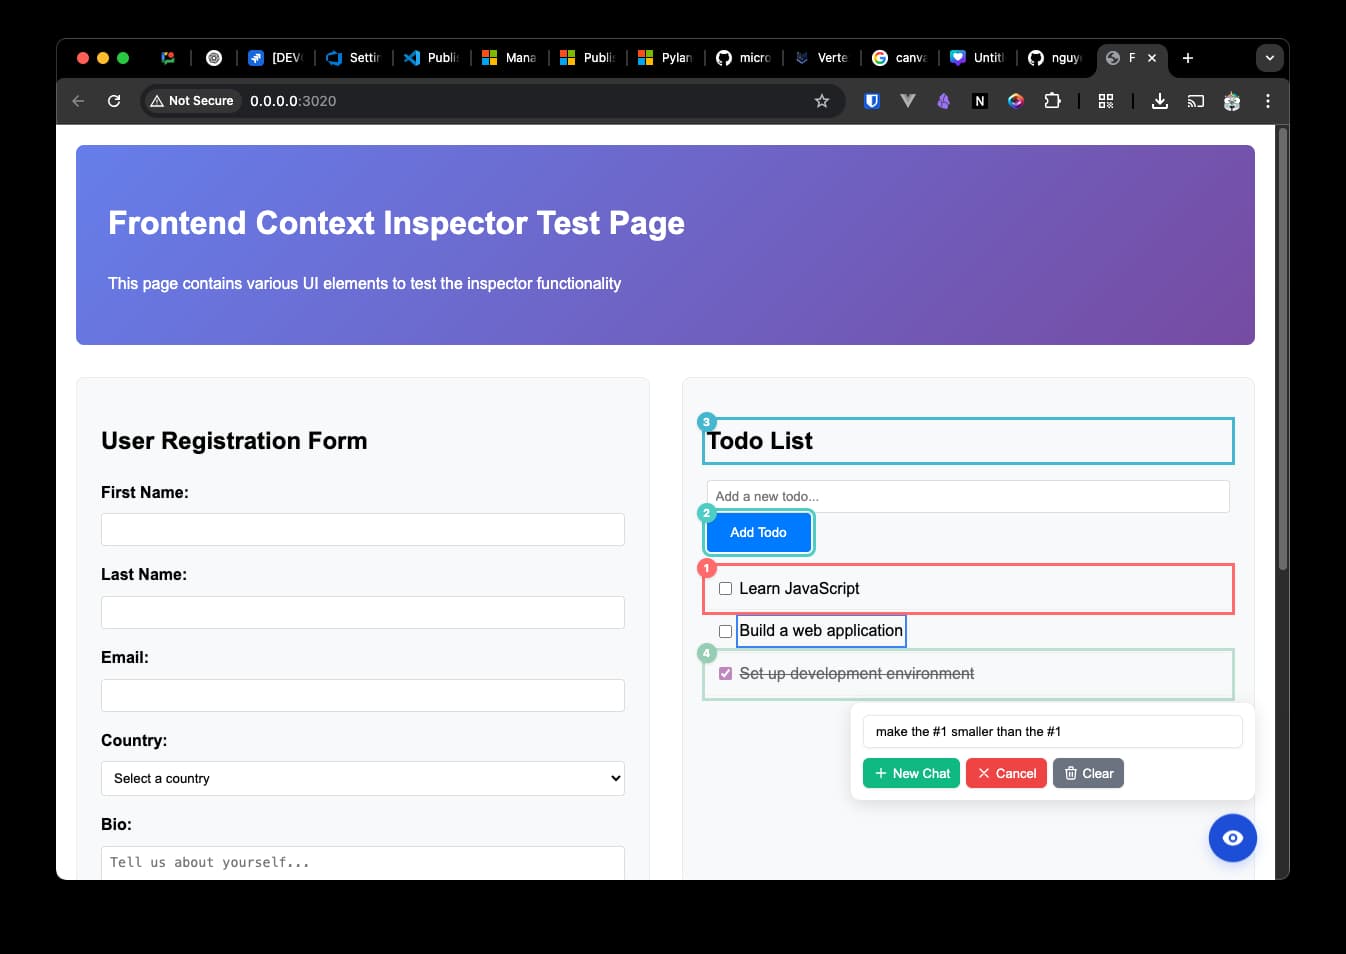 [DEV
Settir
Publis
Mana
Publis
Pylan
micro
Verte
canva
Untit
nguy
F
Not Secure
0.0.0.0:3020
N
Frontend Context Inspector Test Page
This page contains various UI elements to test the inspector functionality
User Registration Form
First Name:
Last Name:
Email:
Country:
Select a country
Bio:
Tell us about yourself...
3
Todo List
Add a new todo...
2
Add Todo
1
Learn JavaScript
Build a web application
4
Set up development environment
make the #1 smaller than the #1
New Chat
Cancel
Clear